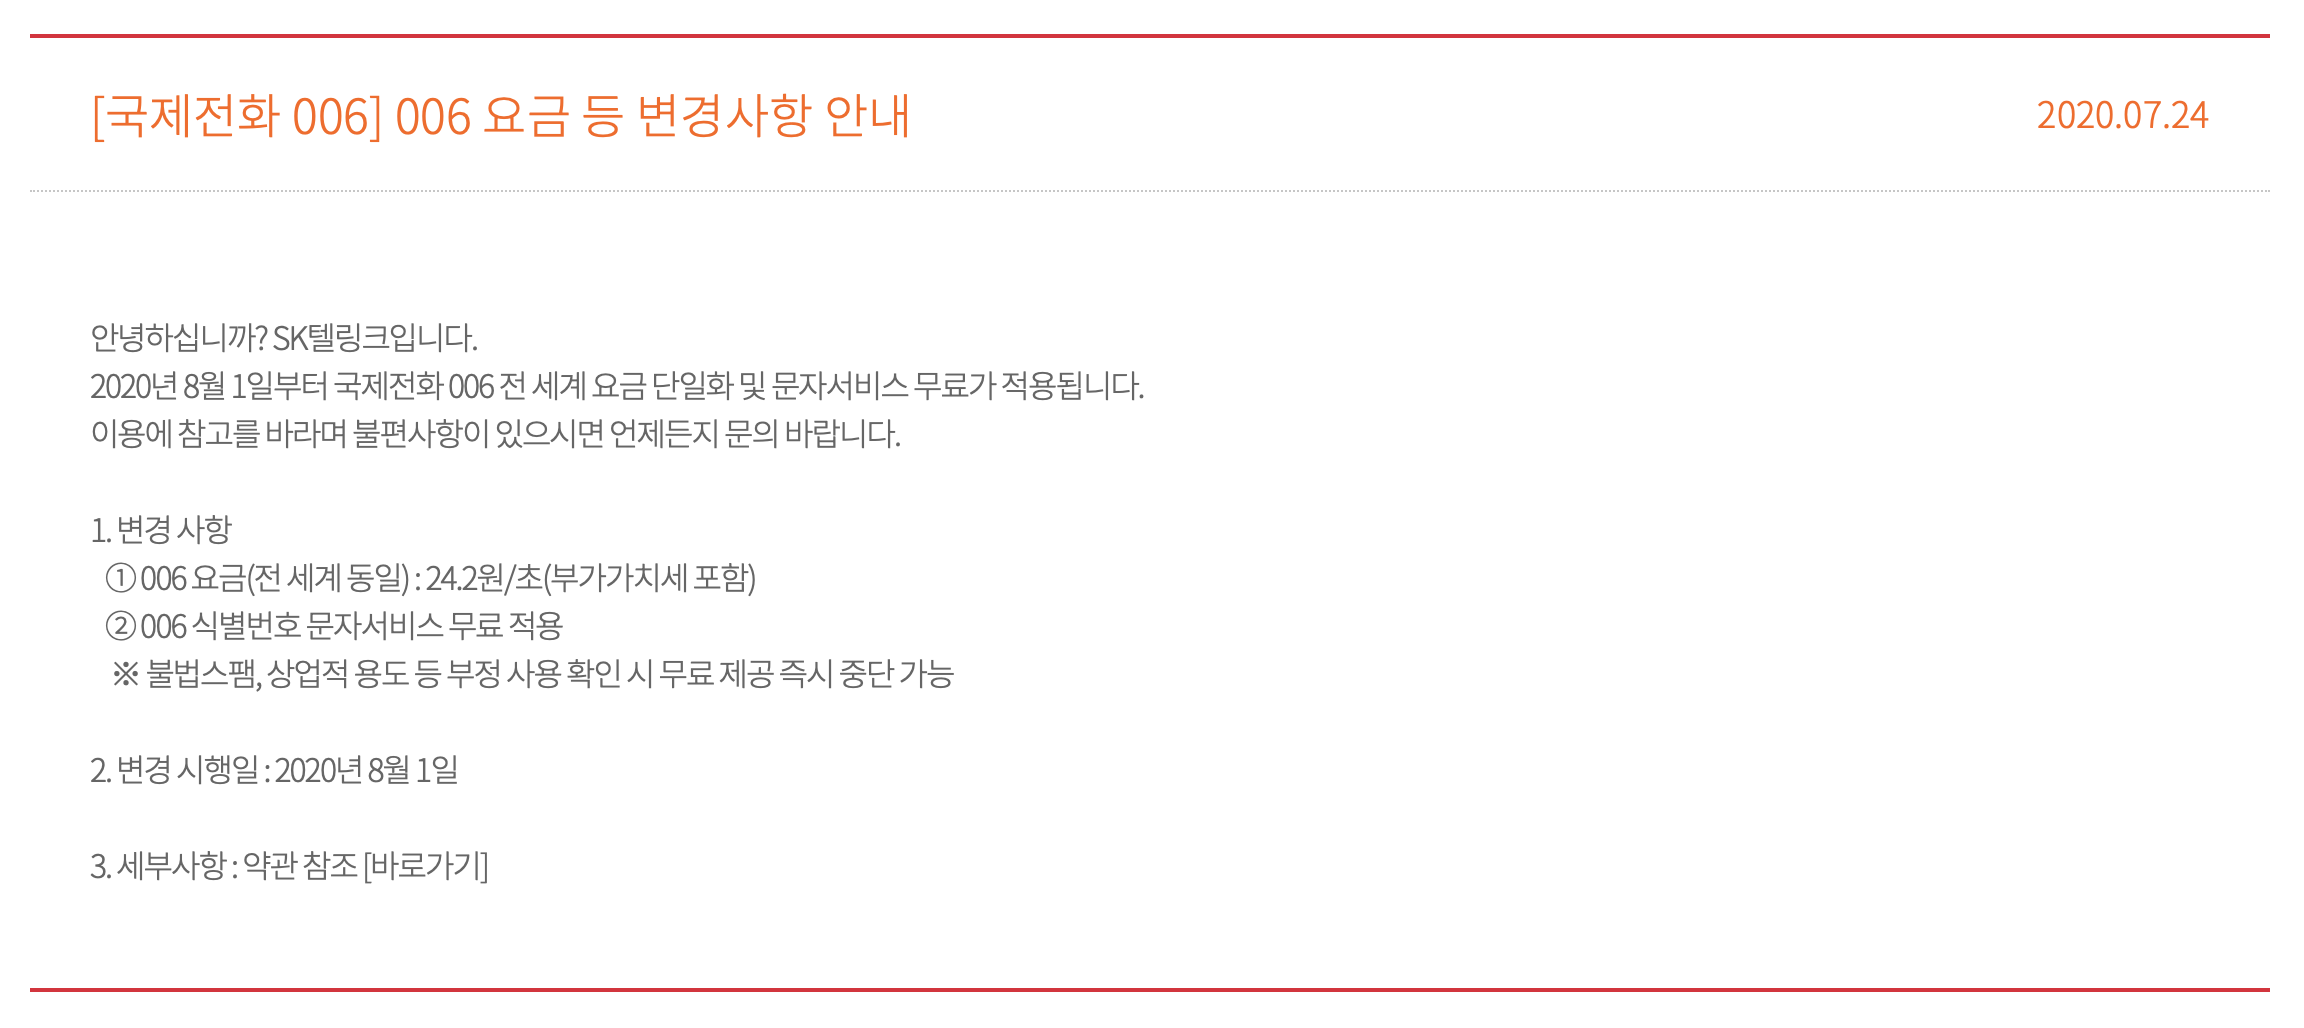 [국제전화 006] 006 요금 등 변경사항 안내
2020.07.24
안녕하십니까? SK텔링크입니다.
2020년 8월 1일부터 국제전화 006 전 세계 요금 단일화 및 문자서비스 무료가 적용됩니다.
이용에 참고를 바라며 불편사항이 있으시면 언제든지 문의 바랍니다.
1. 변경 사항
① 006 요금(전 세계 동일) : 24.2원/초(부가가치세 포함)
② 006 식별번호 문자서비스 무료 적용
※ 불법스팸, 상업적 용도 등 부정 사용 확인 시 무료 제공 즉시 중단 가능
2. 변경 시행일 : 2020년 8월 1일
3. 세부사항 : 약관 참조 [바로가기]